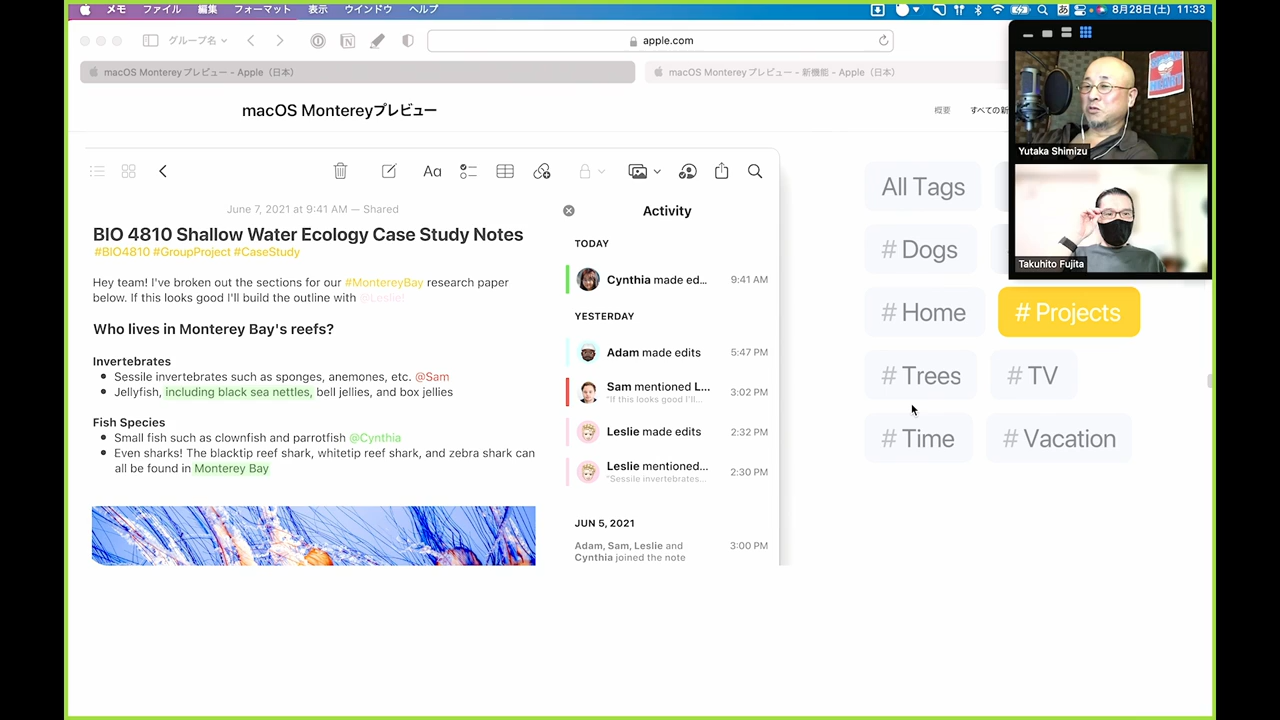 メモ ファイル 編集 フォーマット 表示 ウインドウ ヘルプ
あ 8月28日(土) 11:33
グループ名
apple.com
macOS Montereyプレビュー - Apple（日本）
macOS Montereyプレビュー - 新機能 - Apple（日本）
macOS Montereyプレビュー
概要 すべての新
Yutaka Shimizu
Takuhito Fujita
Aa
June 7, 2021 at 9:41 AM — Shared
BIO 4810 Shallow Water Ecology Case Study Notes
#BIO4810 #GroupProject #CaseStudy
Hey team! I've broken out the sections for our #MontereyBay research paper
below. If this looks good I'll build the outline with @Leslie!
Who lives in Monterey Bay's reefs?
Invertebrates
• Sessile invertebrates such as sponges, anemones, etc. @Sam
• Jellyfish, including black sea nettles, bell jellies, and box jellies
Fish Species
• Small fish such as clownfish and parrotfish @Cynthia
• Even sharks! The blacktip reef shark, whitetip reef shark, and zebra shark can
all be found in Monterey Bay
Activity
TODAY
Cynthia made ed... 9:41 AM
YESTERDAY
Adam made edits 5:47 PM
Sam mentioned L... 3:02 PM
"If this looks good I'll...
Leslie made edits 2:32 PM
Leslie mentioned... 2:30 PM
"Sessile invertebrates...
JUN 5, 2021
Adam, Sam, Leslie and 3:00 PM
Cynthia joined the note
All Tags
# Dogs
# Home # Projects
# Trees # TV
# Time # Vacation